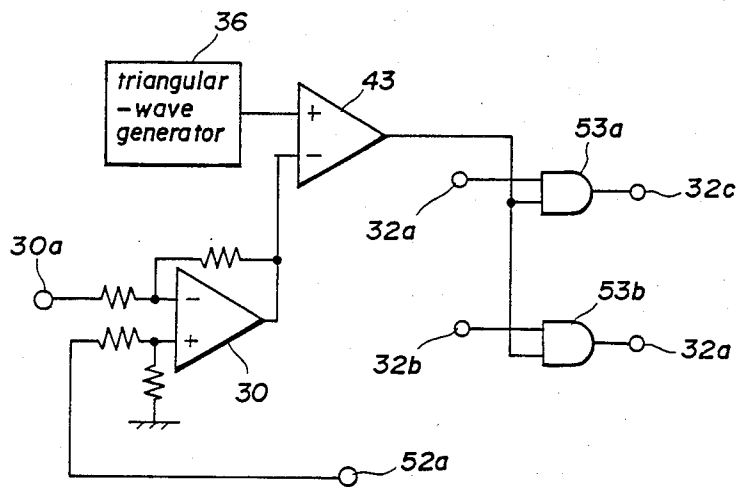 36
triangular
-wave
generator
43
+
-
53a
32a
32c
30a
-
+
30
53b
32b
32a
52a